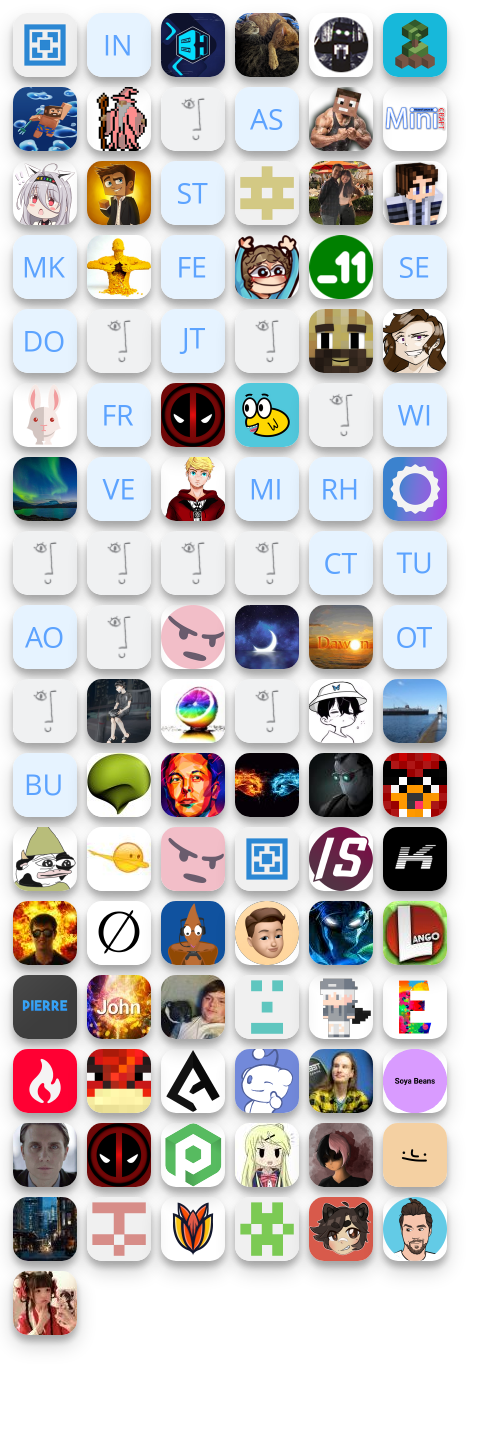 IN
AS
Mini CRAFT
ST
MK
FE
_11
SE
DO
JT
FR
WI
VE
MI
RH
CT
TU
AO
Dawn
OT
BU
IS
K
LANGO
PIERRE
John
E
Soya Beans